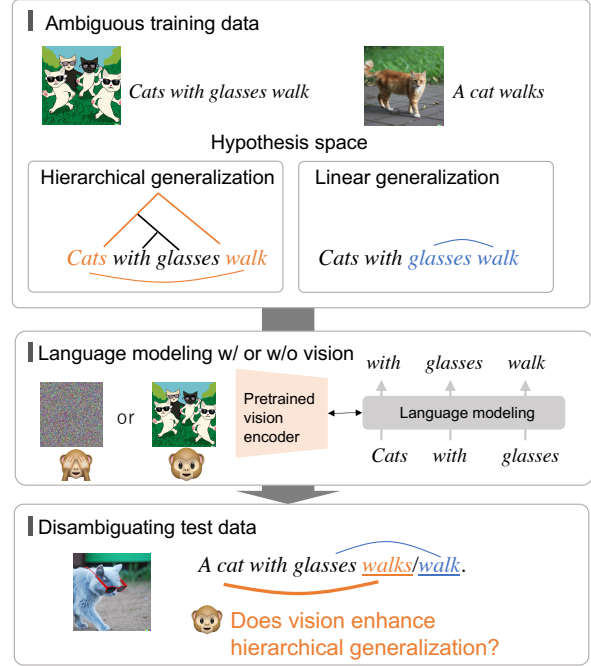 Ambiguous training data
Cats with glasses walk
A cat walks
Hypothesis space
Hierarchical generalization
Cats with glasses walk
Linear generalization
Cats with glasses walk
Language modeling w/ or w/o vision
or
Pretrained
vision
encoder
with glasses walk
Language modeling
Cats with glasses
Disambiguating test data
A cat with glasses walks/walk.
Does vision enhance
hierarchical generalization?